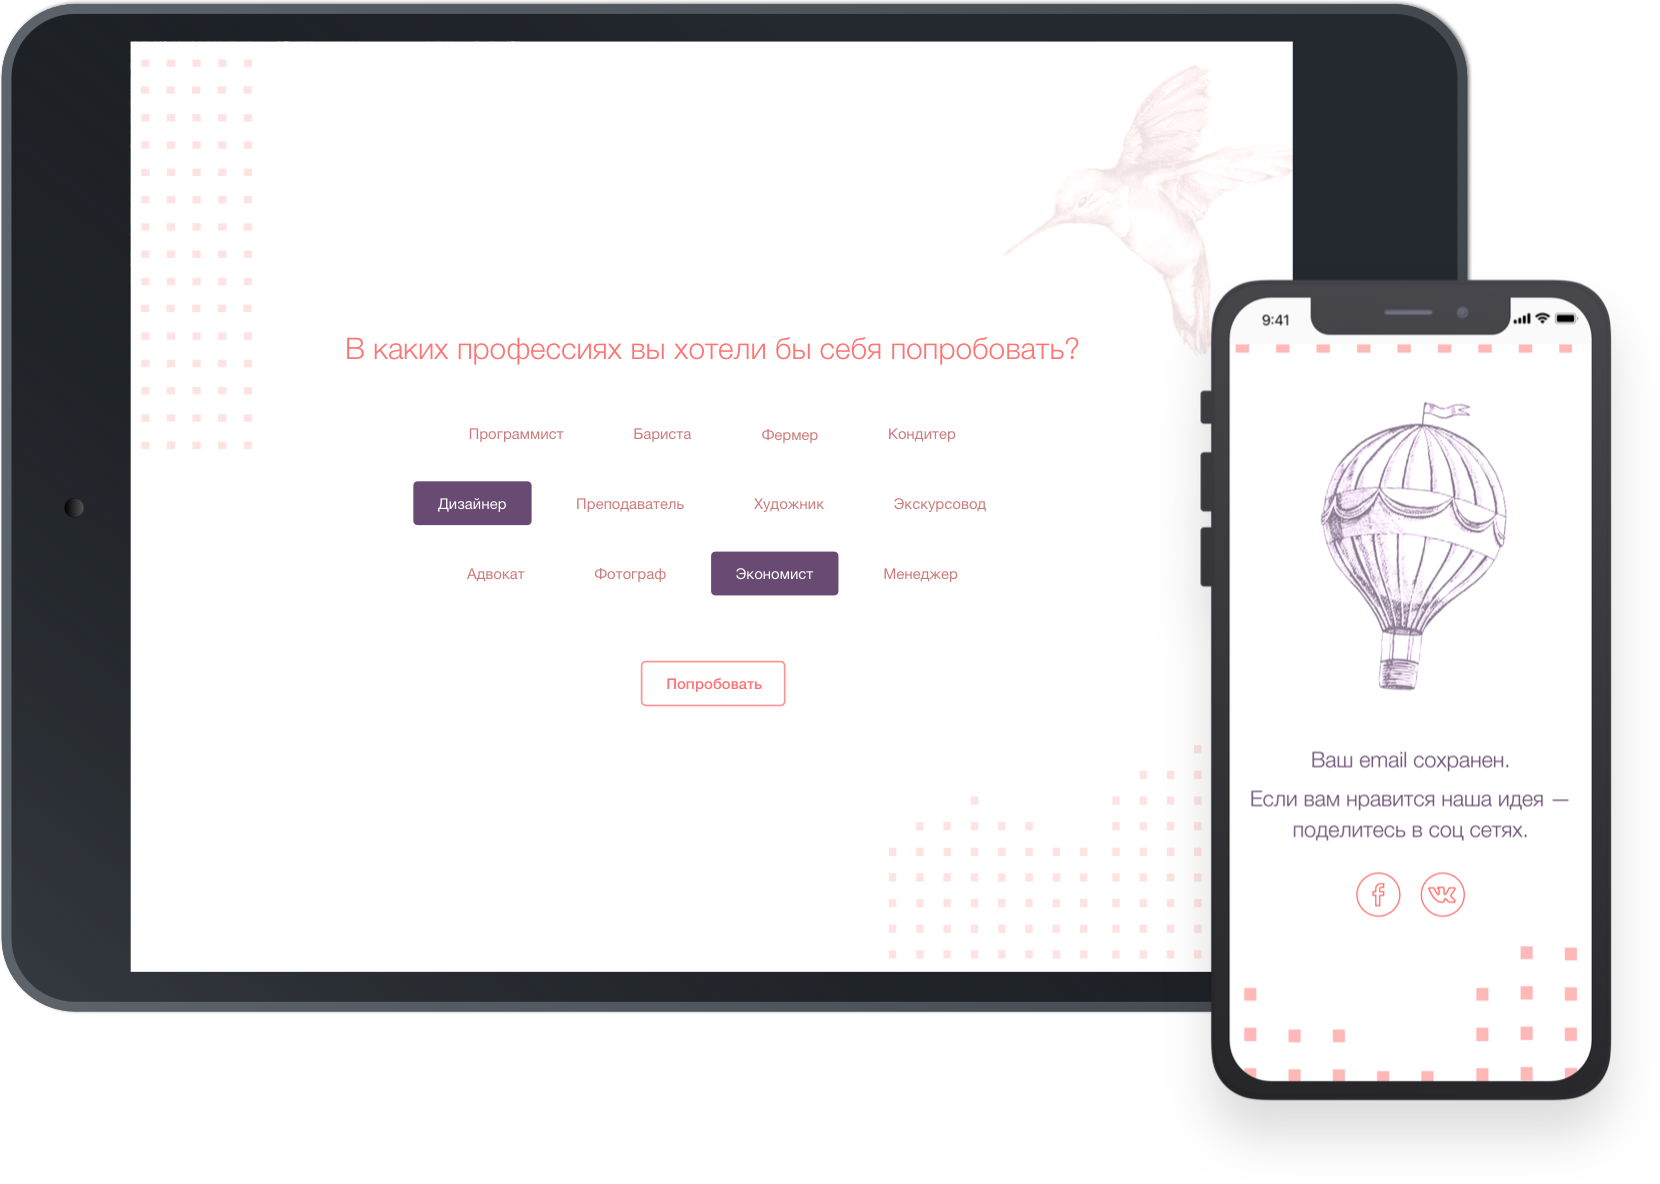 В каких профессиях вы хотели бы себя попробовать?
Программист Бариста Фермер Кондитер
Дизайнер Преподаватель Художник Экскурсовод
Адвокат Фотограф Экономист Менеджер
Попробовать
9:41
Ваш email сохранен.
Если вам нравится наша идея —
поделитесь в соц сетях.